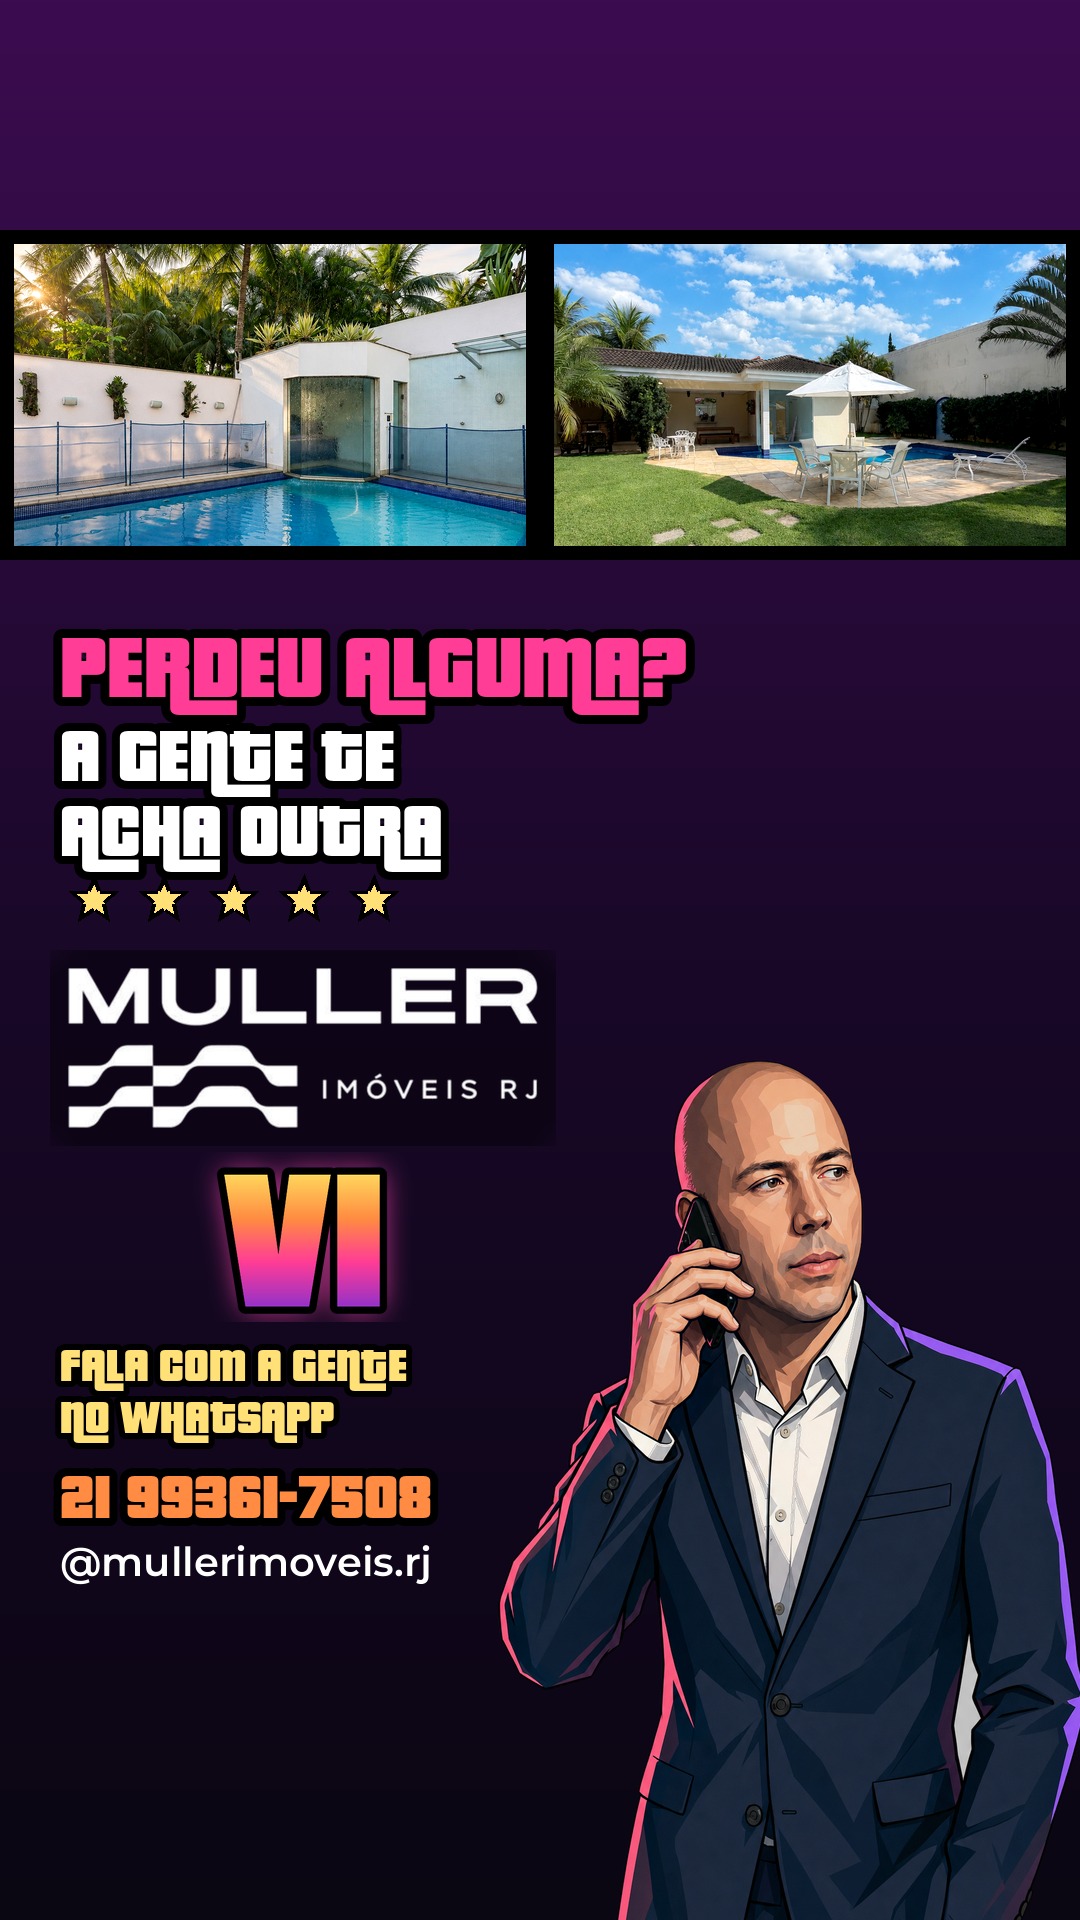 PERDEU ALGUMA?
A GENTE TE
ACHA OUTRA
MULLER
IMÓVEIS RJ
VI
FALA COM A GENTE
NO WHATSAPP
21 99361-7508
@mullerimoveis.rj